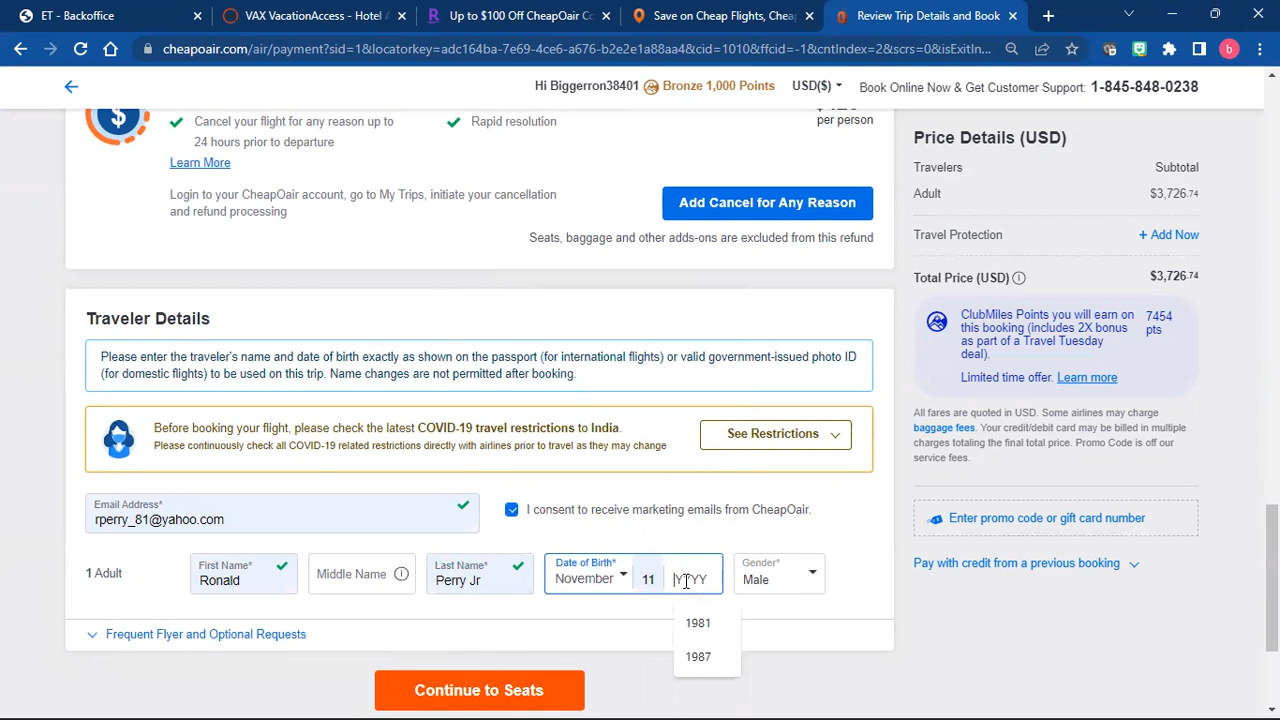 ET - Backoffice
VAX VacationAccess - Hotel A
Up to $100 Off CheapOair Co
Save on Cheap Flights, Cheap
Review Trip Details and Book
cheapoair.com/air/payment?sid=1&locatorkey=adc164ba-7e69-4ce6-a676-b2e2e1a88aa4&cid=1010&ffcid=-1&cntIndex=2&scrs=0&isExitIn...
b
Hi Biggerron38401 Bronze 1,000 Points USD($) Book Online Now & Get Customer Support: 1-845-848-0238
Cancel your flight for any reason up to
24 hours prior to departure
Rapid resolution
per person
Learn More
Login to your CheapOair account, go to My Trips, initiate your cancellation
and refund processing
Add Cancel for Any Reason
Seats, baggage and other add-ons are excluded from this refund
Traveler Details
Please enter the traveler's name and date of birth exactly as shown on the passport (for international flights) or valid government-issued photo ID
(for domestic flights) to be used on this trip. Name changes are not permitted after booking.
Before booking your flight, please check the latest COVID-19 travel restrictions to India.
Please continuously check all COVID-19 related restrictions directly with airlines prior to travel as they may change
See Restrictions
Email Address*
rperry_81@yahoo.com
I consent to receive marketing emails from CheapOair.
1 Adult
First Name*
Ronald
Middle Name
Last Name*
Perry Jr
Date of Birth*
November 11 YYYY
Gender*
Male
1981
1987
Frequent Flyer and Optional Requests
Continue to Seats
Price Details (USD)
Travelers Subtotal
Adult $3,726.74
Travel Protection + Add Now
Total Price (USD) $3,726.74
ClubMiles Points you will earn on
this booking (includes 2X bonus
as part of a Travel Tuesday
deal).
7454
pts
Limited time offer. Learn more
All fares are quoted in USD. Some airlines may charge
baggage fees. Your credit/debit card may be billed in multiple
charges totaling the final total price. Promo Code is off our
service fees.
Enter promo code or gift card number
Pay with credit from a previous booking